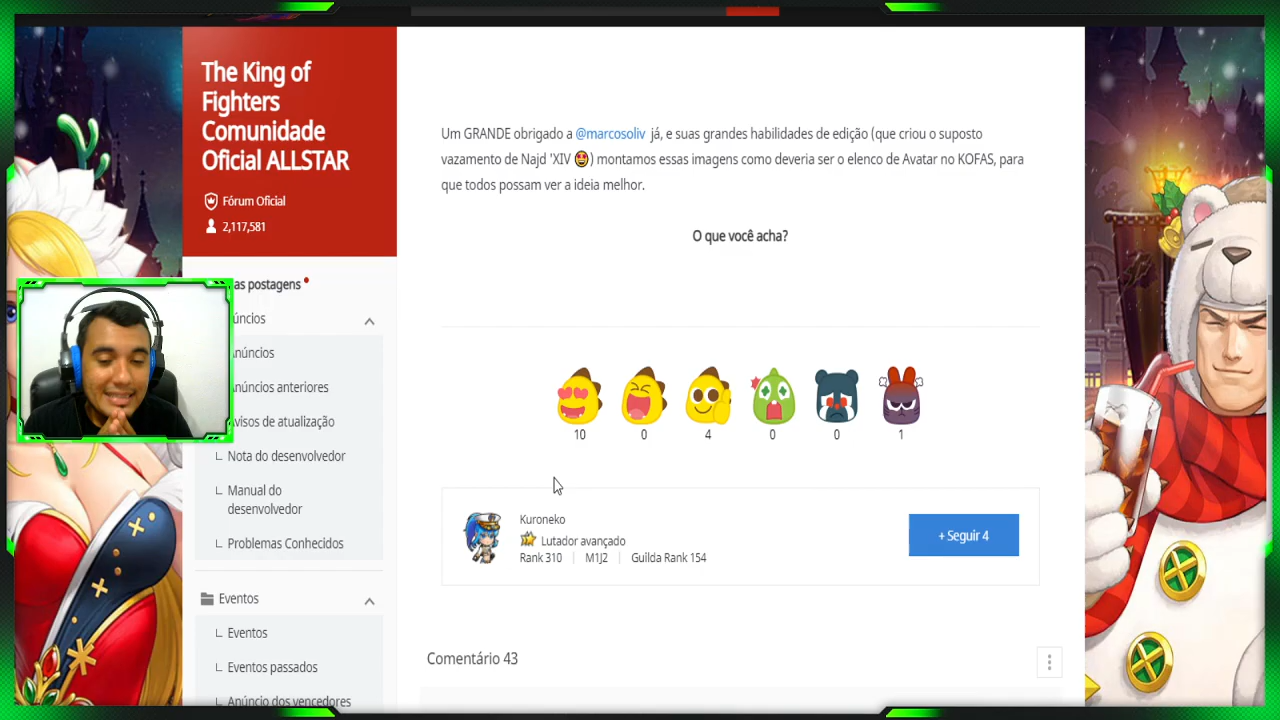 The King of
Fighters
Comunidade
Oficial ALLSTAR
Fórum Oficial
2,117,581
as postagens
úncios
Anúncios
Anúncios anteriores
visos de atualização
Nota do desenvolvedor
Manual do
desenvolvedor
Problemas Conhecidos
Eventos
Eventos
Eventos passados
Anúncio dos vencedores
Um GRANDE obrigado a @marcosoliv já, e suas grandes habilidades de edição (que criou o suposto
vazamento de Najd 'XIV 🤩) montamos essas imagens como deveria ser o elenco de Avatar no KOFAS, para
que todos possam ver a ideia melhor.
O que você acha?
10 0 4 0 0 1
Kuroneko
Lutador avançado
Rank 310 | M1J2 | Guilda Rank 154
+ Seguir 4
Comentário 43